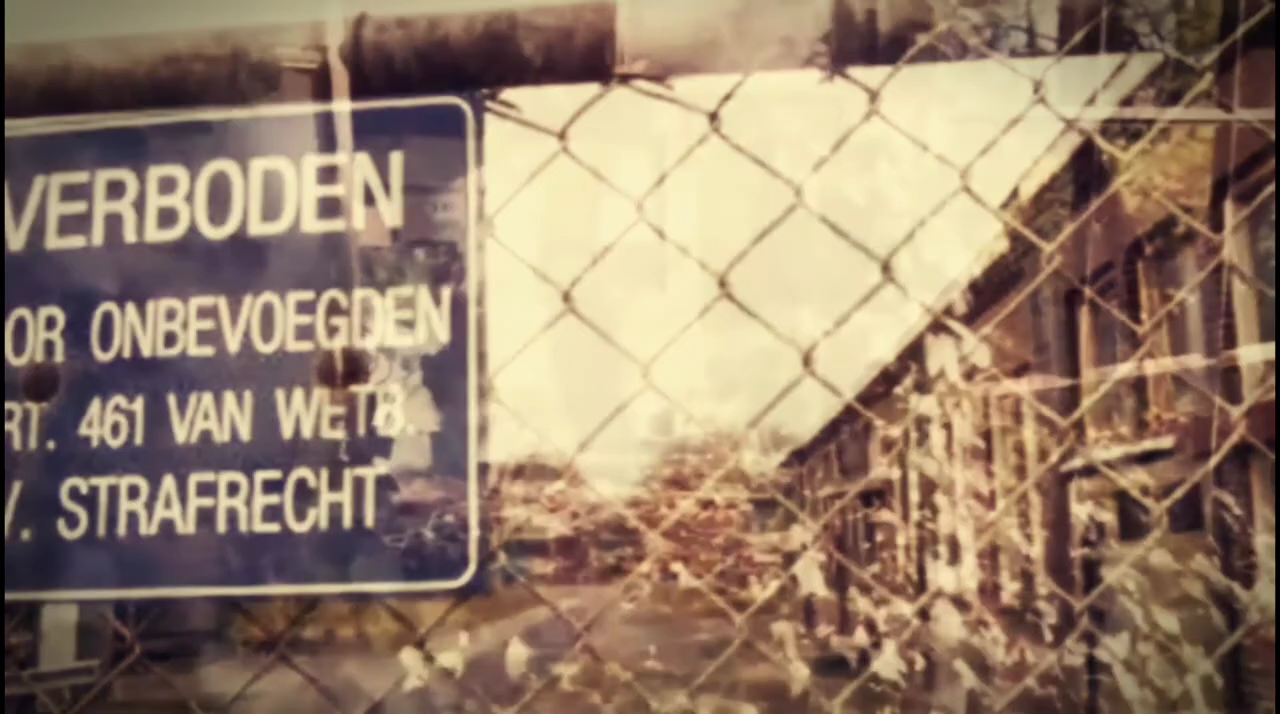 VERBODEN
OR ONBEVOEGDEN
RT. 461 VAN WETB.
V. STRAFRECHT